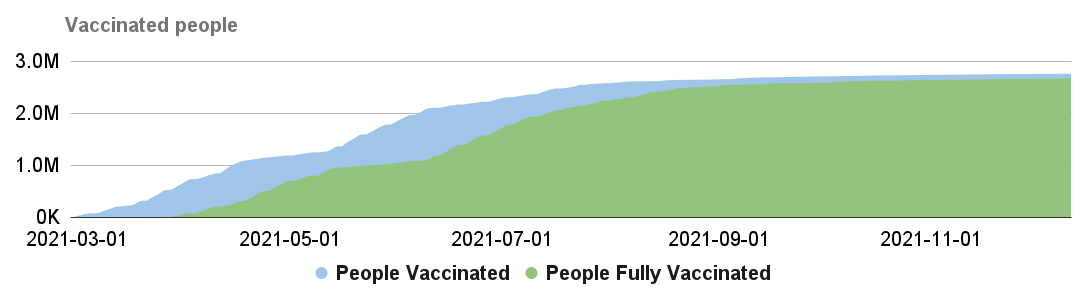 Vaccinated people
3.0M
2.0M
1.0M
0K
2021-03-01 2021-05-01 2021-07-01 2021-09-01 2021-11-01
People Vaccinated People Fully Vaccinated